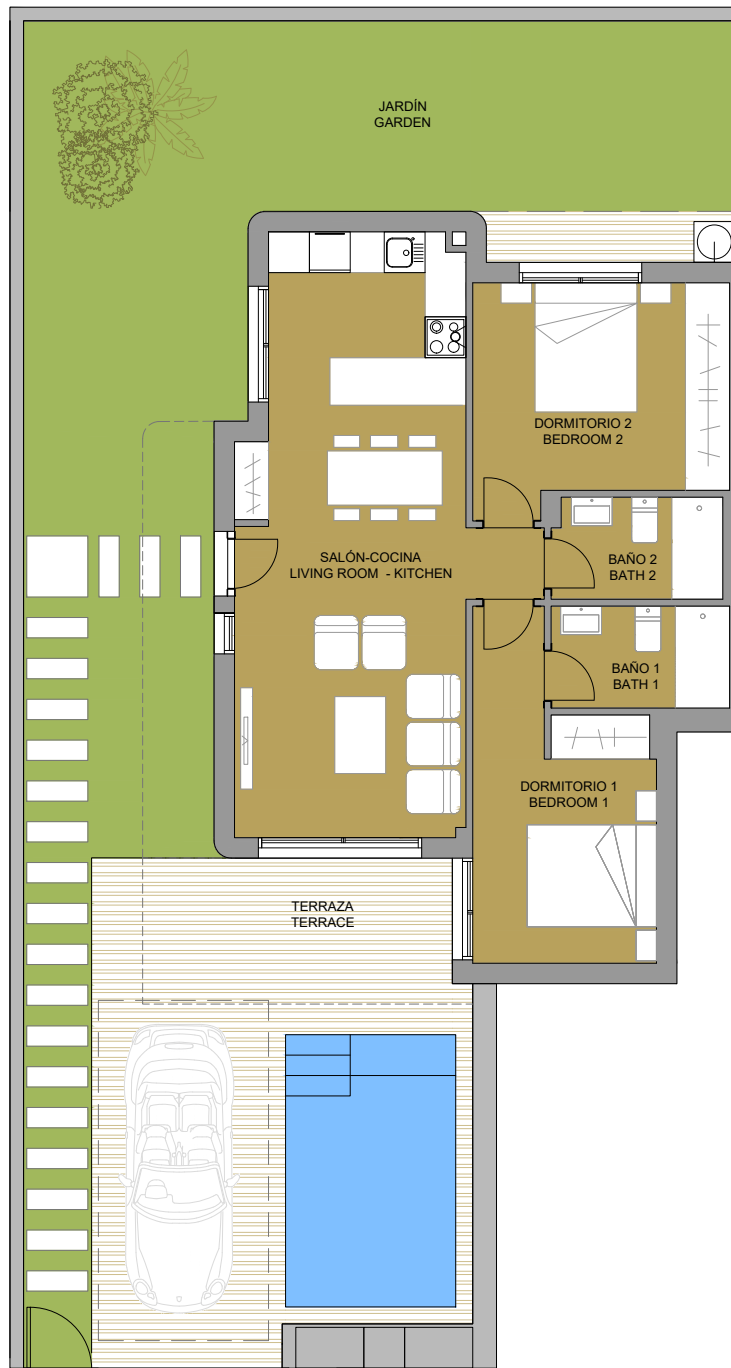 JARDÍN
GARDEN
DORMITORIO 2
BEDROOM 2
SALÓN-COCINA
LIVING ROOM - KITCHEN
BAÑO 2
BATH 2
BAÑO 1
BATH 1
DORMITORIO 1
BEDROOM 1
TERRAZA
TERRACE